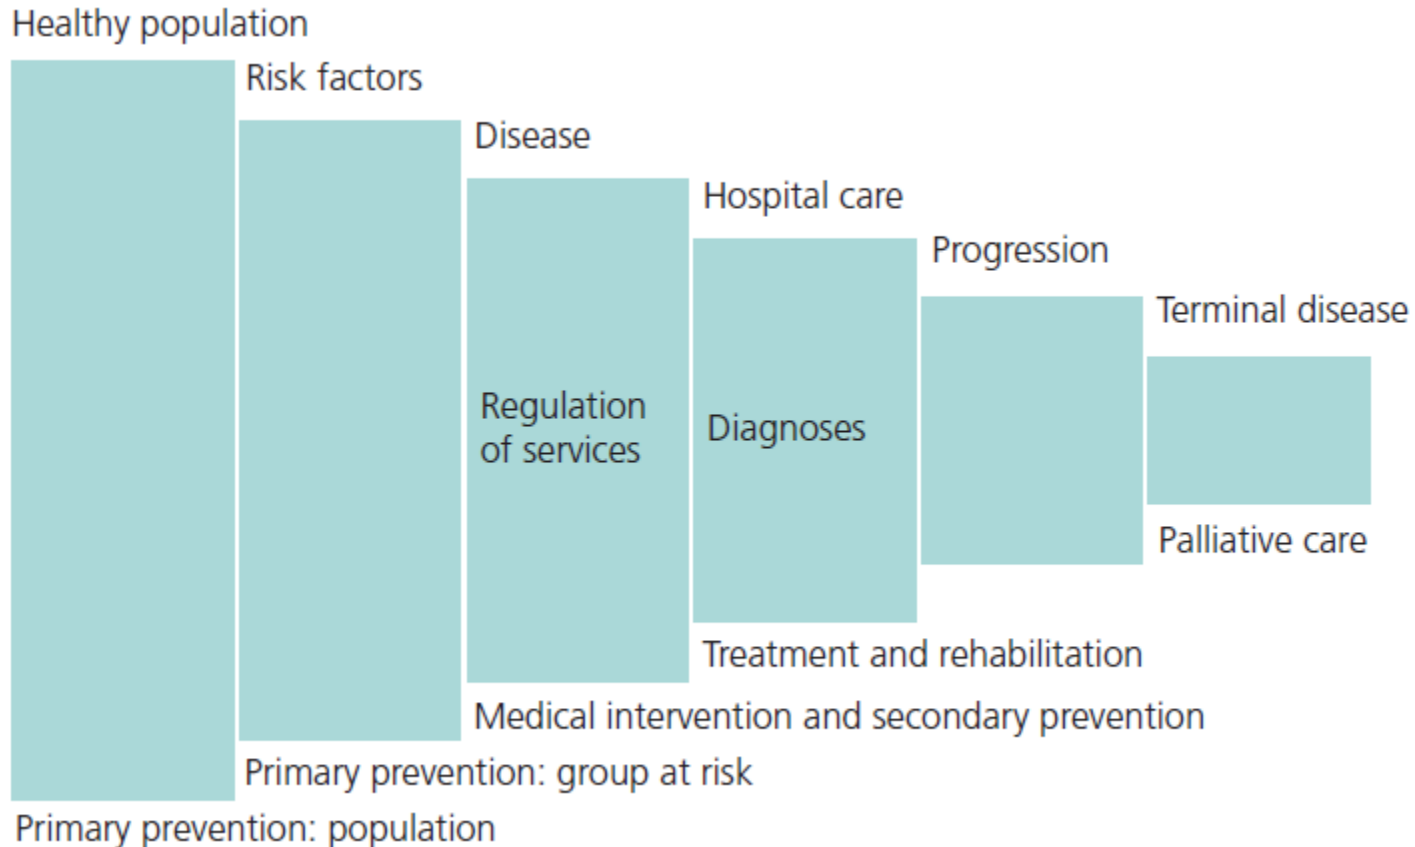 Healthy population
Risk factors
Disease
Hospital care
Progression
Terminal disease
Regulation
of services
Diagnoses
Palliative care
Treatment and rehabilitation
Medical intervention and secondary prevention
Primary prevention: group at risk
Primary prevention: population